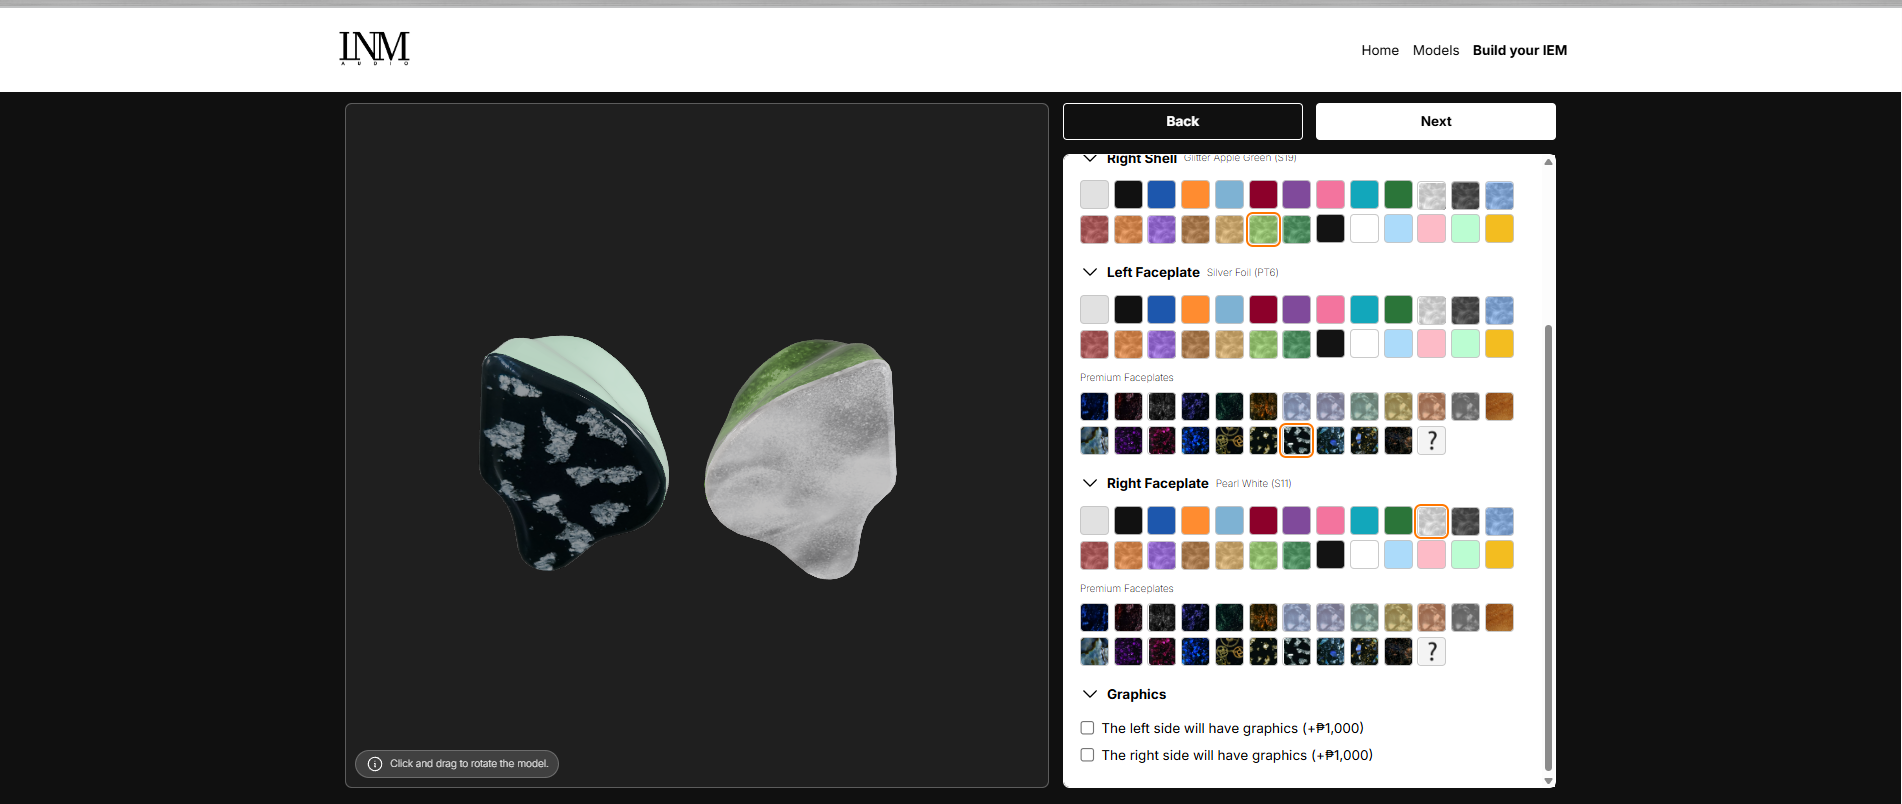 INM
AUDIO
Home Models Build your IEM
Back Next
Right Shell Glitter Apple Green (S19)
Left Faceplate Silver Foil (PT6)
Premium Faceplates
?
Right Faceplate Pearl White (S11)
Premium Faceplates
?
Graphics
The left side will have graphics (+₱1,000)
The right side will have graphics (+₱1,000)
Click and drag to rotate the model.